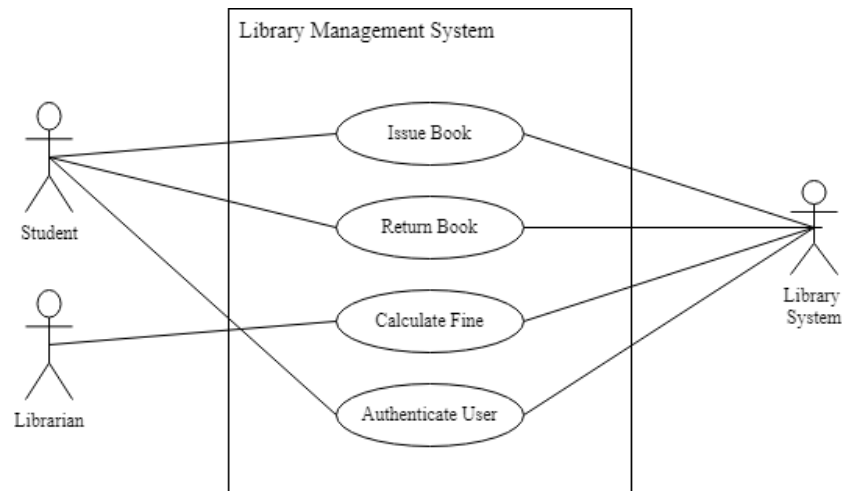 Library Management System
Issue Book
Student
Return Book
Library
System
Calculate Fine
Librarian
Authenticate User